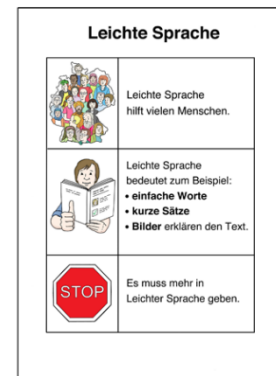 Leichte Sprache
Leichte Sprache
hilft vielen Menschen.
Leichte Sprache
bedeutet zum Beispiel:
• einfache Worte
• kurze Sätze
• Bilder erklären den Text.
STOP
Es muss mehr in
Leichter Sprache geben.